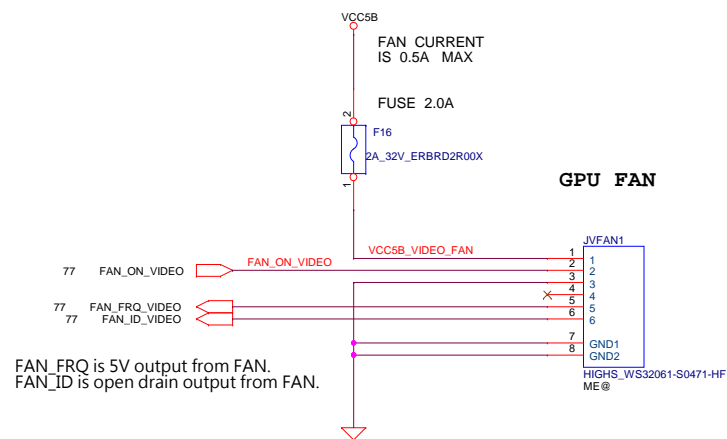 VCC5B
FAN CURRENT
IS 0.5A MAX
FUSE 2.0A
2
F16
2A_32V_ERBRD2R00X
1
GPU FAN
JVFAN1
VCC5B_VIDEO_FAN
1 1
77 FAN_ON_VIDEO FAN_ON_VIDEO 2 2
3 3
4 4
77 FAN_FRQ_VIDEO 5 5
77 FAN_ID_VIDEO 6 6
7 GND1
8 GND2
FAN_FRQ is 5V output from FAN.
FAN_ID is open drain output from FAN.
HIGHS_WS32061-S0471-HF
ME@